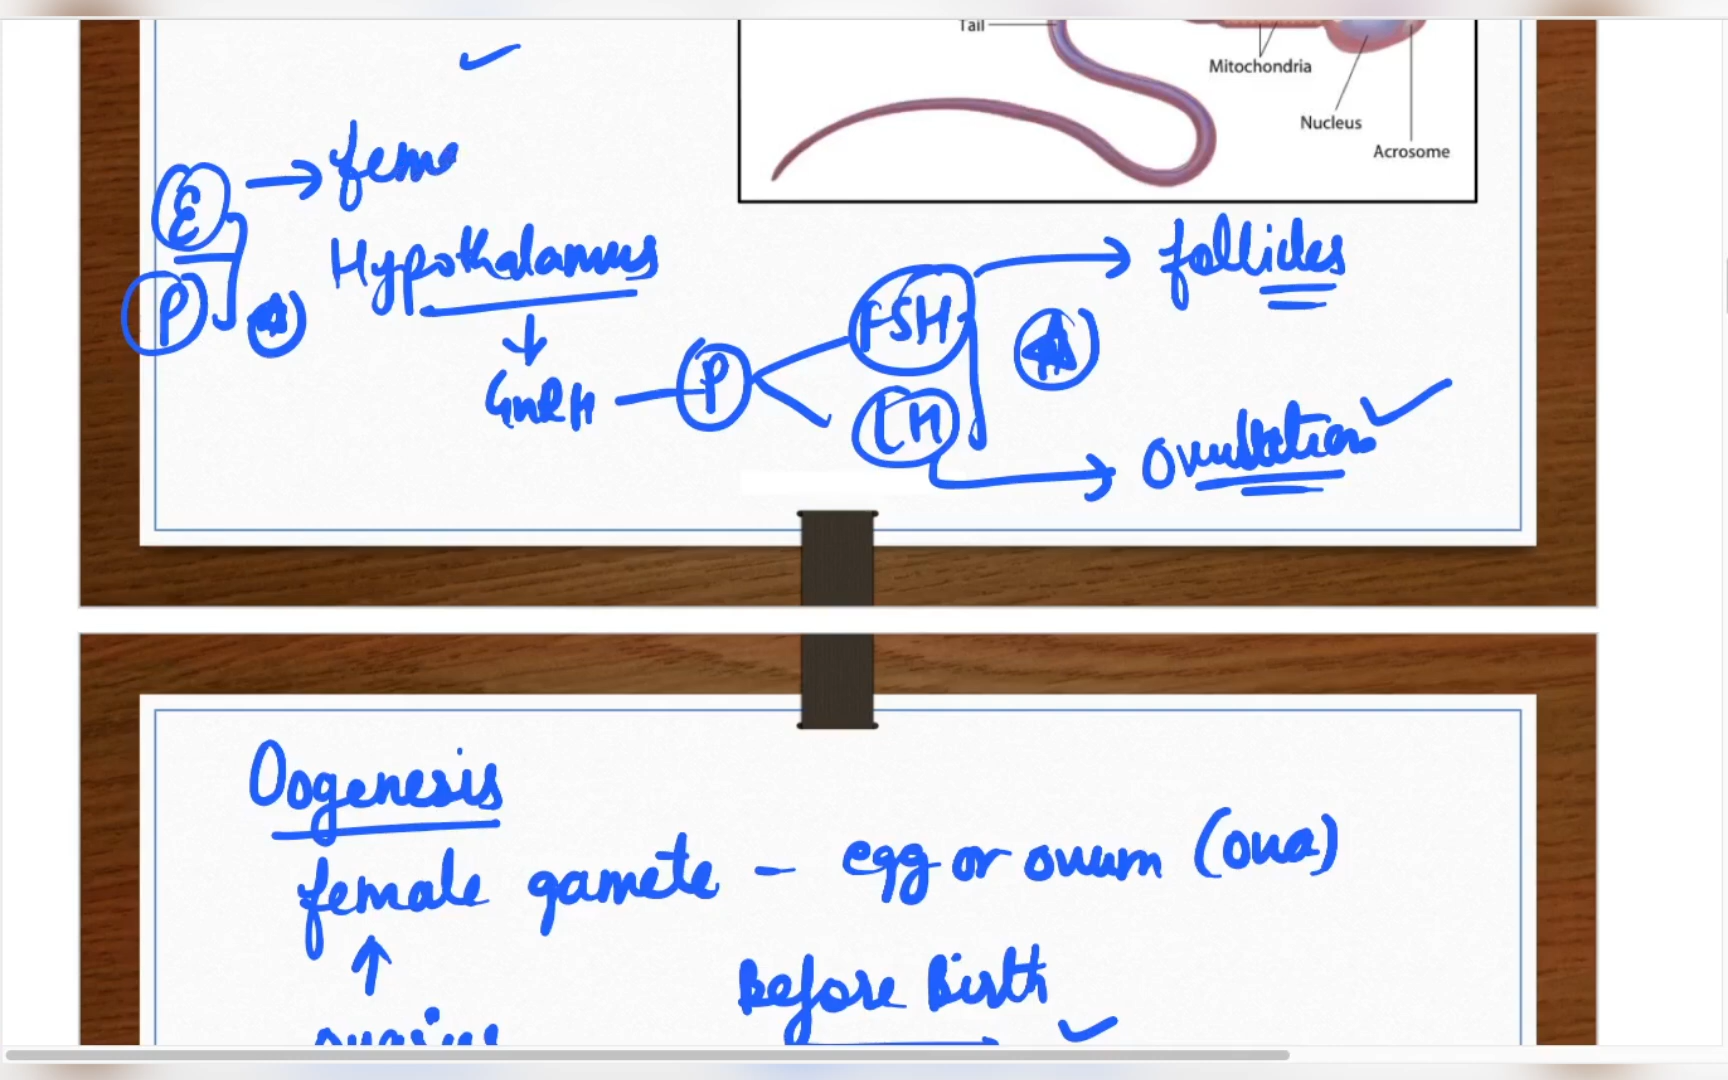 Tail
Mitochondria
Nucleus
Acrosome
E → feme
P
Hypothalamus
↓
GnRH
P
FSH → follicles
LH → Ovulation
Oogenesis
female gamete - egg or ovum (ova)
↑
ovaries
Before Birth